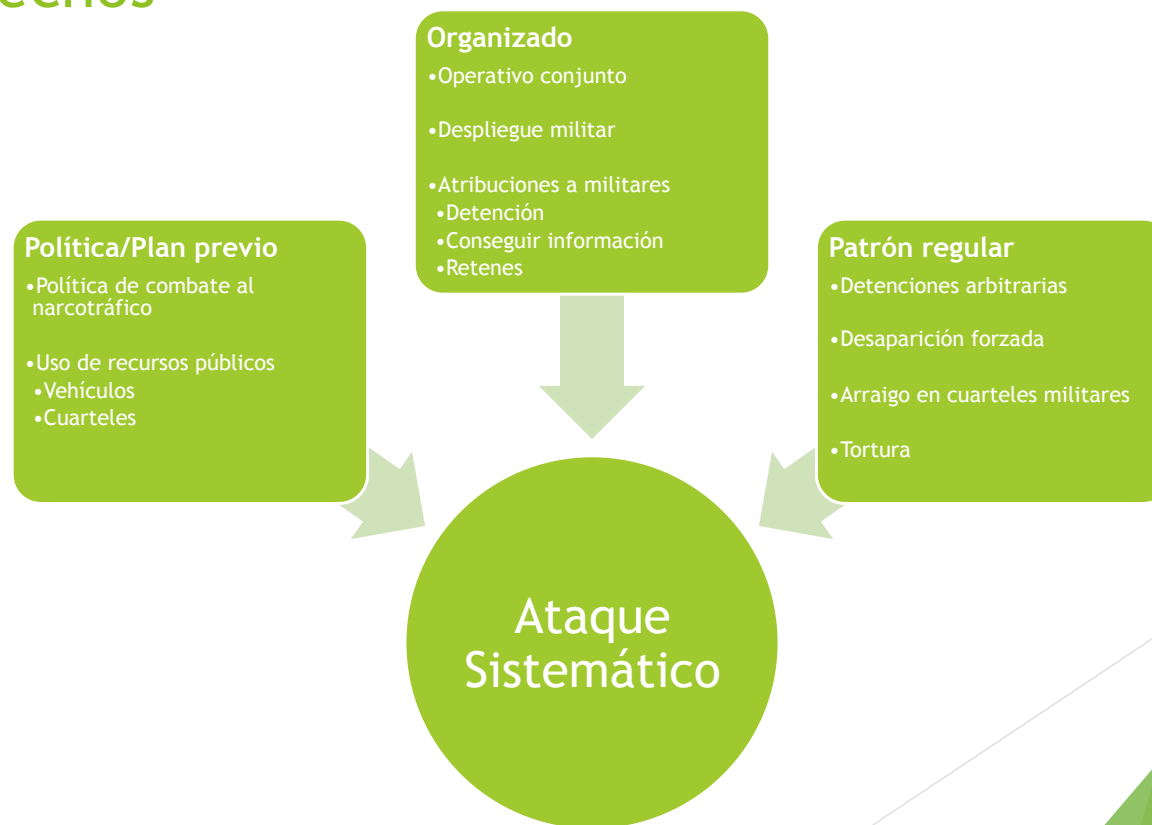 Organizado
•Operativo conjunto
•Despliegue militar
•Atribuciones a militares
•Detención
•Conseguir información
•Retenes
Política/Plan previo
•Política de combate al
narcotráfico
•Uso de recursos públicos
•Vehículos
•Cuarteles
Patrón regular
•Detenciones arbitrarias
•Desaparición forzada
•Arraigo en cuarteles militares
•Tortura
Ataque
Sistemático